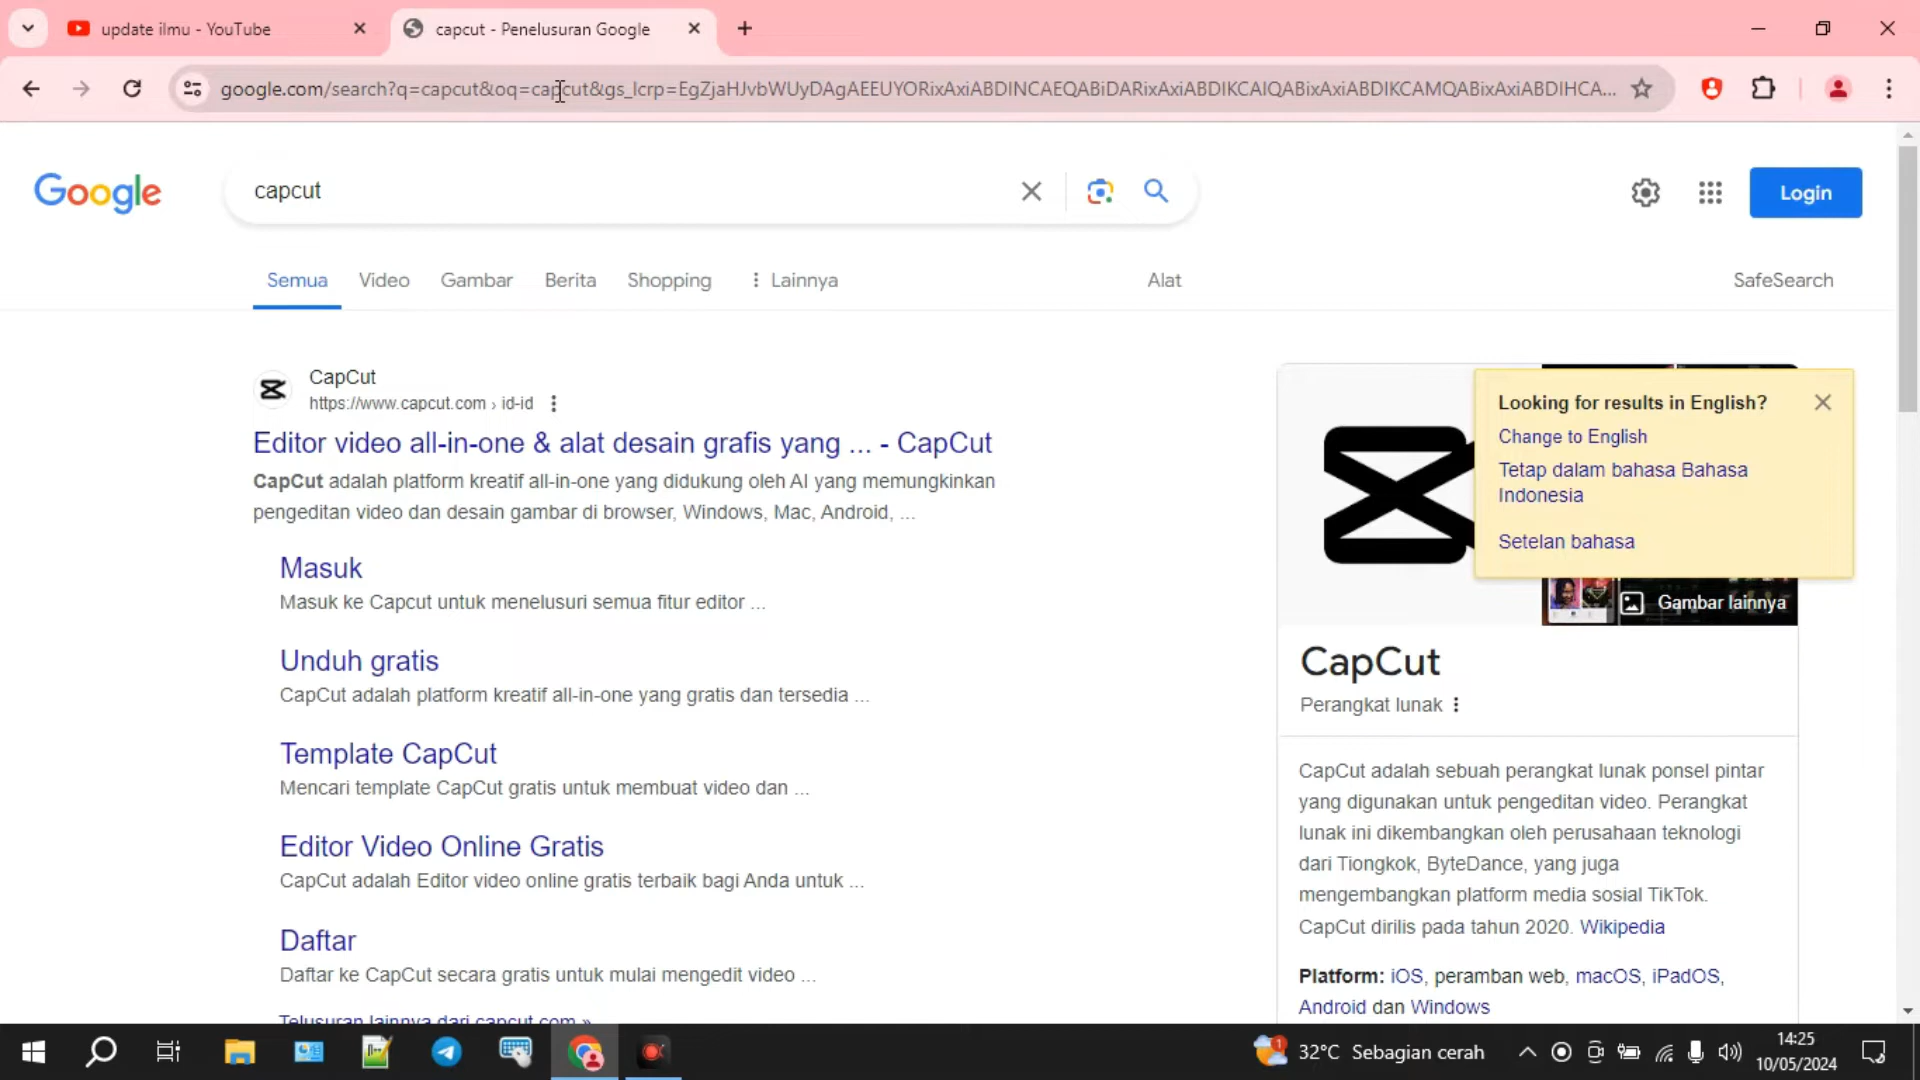 update ilmu - YouTube
capcut - Penelusuran Google
google.com/search?q=capcut&oq=capcut&gs_lcrp=EgZjaHJvbWUyDAgAEEUYORixAxiABDINCAEQABiDARixAxiABDIKCAIQABixAxiABDIKCAMQABixAxiABDIHCA...
Google
capcut
Login
Semua
Video
Gambar
Berita
Shopping
Lainnya
Alat
SafeSearch
CapCut
https://www.capcut.com › id-id
Editor video all-in-one & alat desain grafis yang ... - CapCut
CapCut adalah platform kreatif all-in-one yang didukung oleh AI yang memungkinkan
pengeditan video dan desain gambar di browser, Windows, Mac, Android, ...
Masuk
Masuk ke Capcut untuk menelusuri semua fitur editor ...
Unduh gratis
CapCut adalah platform kreatif all-in-one yang gratis dan tersedia ...
Template CapCut
Mencari template CapCut gratis untuk membuat video dan ...
Editor Video Online Gratis
CapCut adalah Editor video online gratis terbaik bagi Anda untuk ...
Daftar
Daftar ke CapCut secara gratis untuk mulai mengedit video ...
Telusuran lainnya dari capcut.com »
Looking for results in English?
Change to English
Tetap dalam bahasa Bahasa
Indonesia
Setelan bahasa
Gambar lainnya
CapCut
Perangkat lunak
CapCut adalah sebuah perangkat lunak ponsel pintar
yang digunakan untuk pengeditan video. Perangkat
lunak ini dikembangkan oleh perusahaan teknologi
dari Tiongkok, ByteDance, yang juga
mengembangkan platform media sosial TikTok.
CapCut dirilis pada tahun 2020. Wikipedia
Platform: iOS, peramban web, macOS, iPadOS,
Android dan Windows
1
32°C Sebagian cerah
14:25
10/05/2024